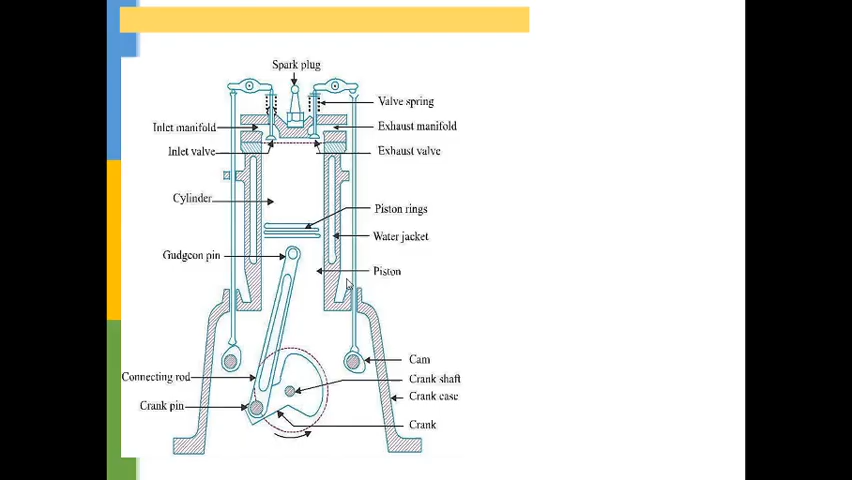 Spark plug
Valve spring
Inlet manifold
Exhaust manifold
Inlet valve
Exhaust valve
Cylinder
Piston rings
Water jacket
Gudgeon pin
Piston
Cam
Connecting rod
Crank shaft
Crank case
Crank pin
Crank